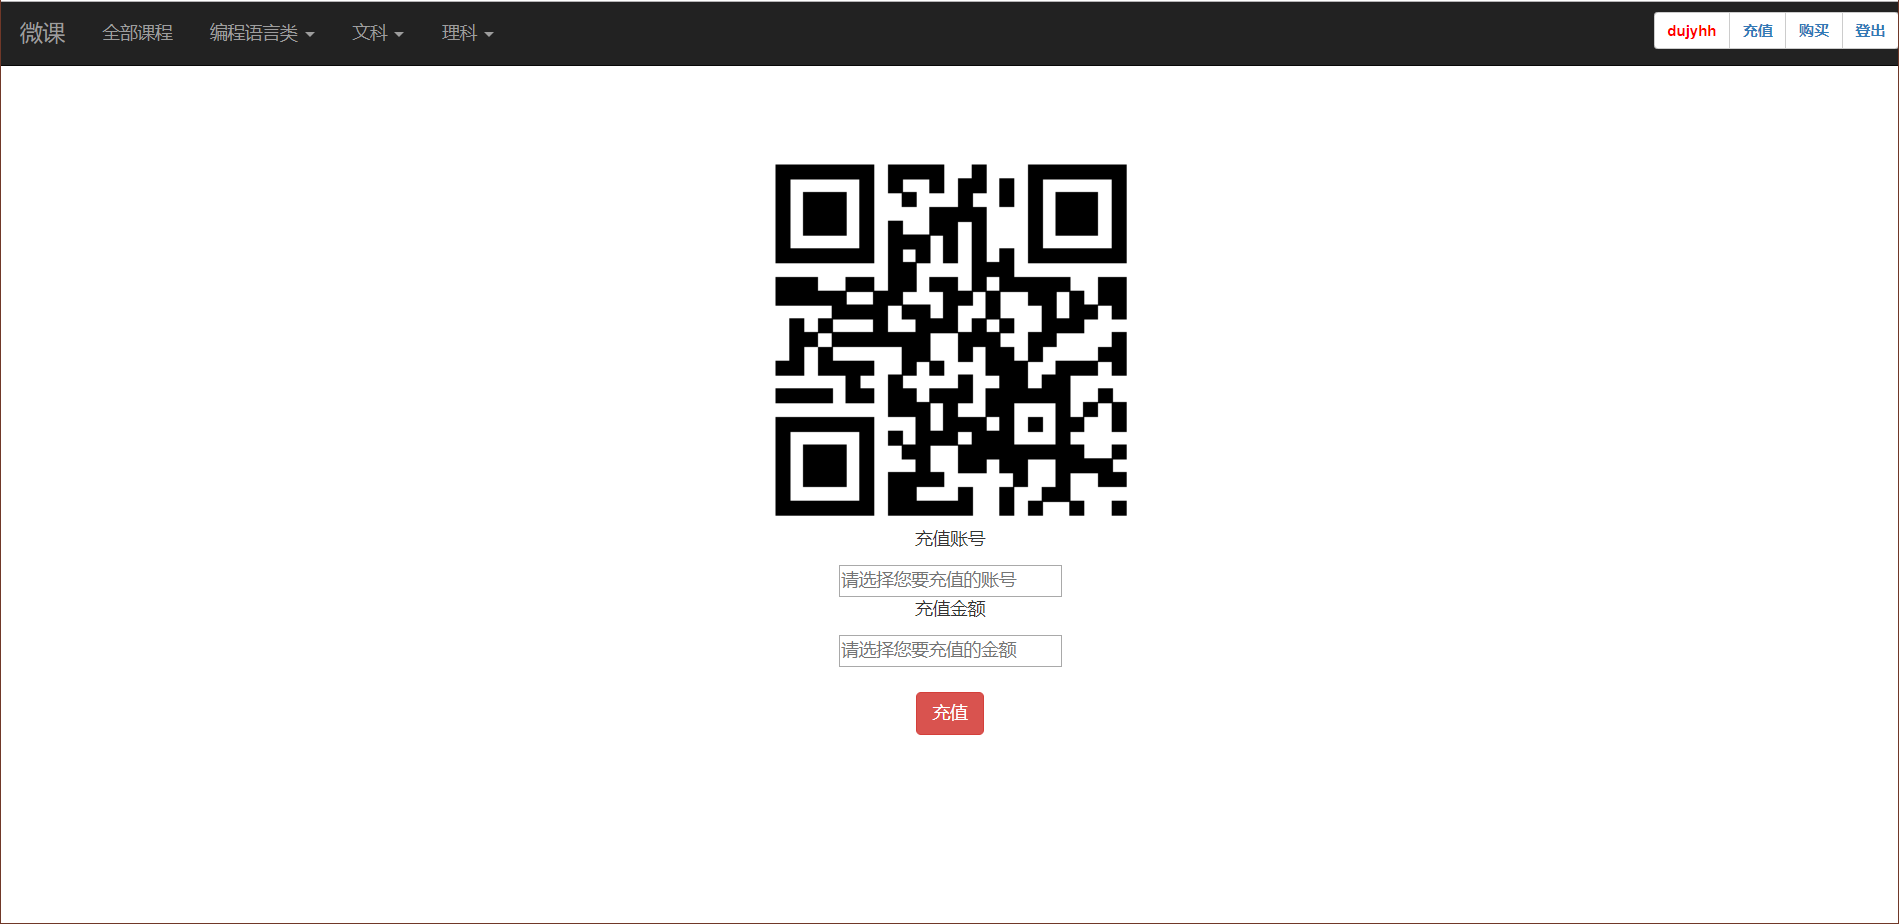 微课 全部课程 编程语言类 文科 理科 dujyhh 充值 购买 登出
充值账号
请选择您要充值的账号
充值金额
请选择您要充值的金额
充值